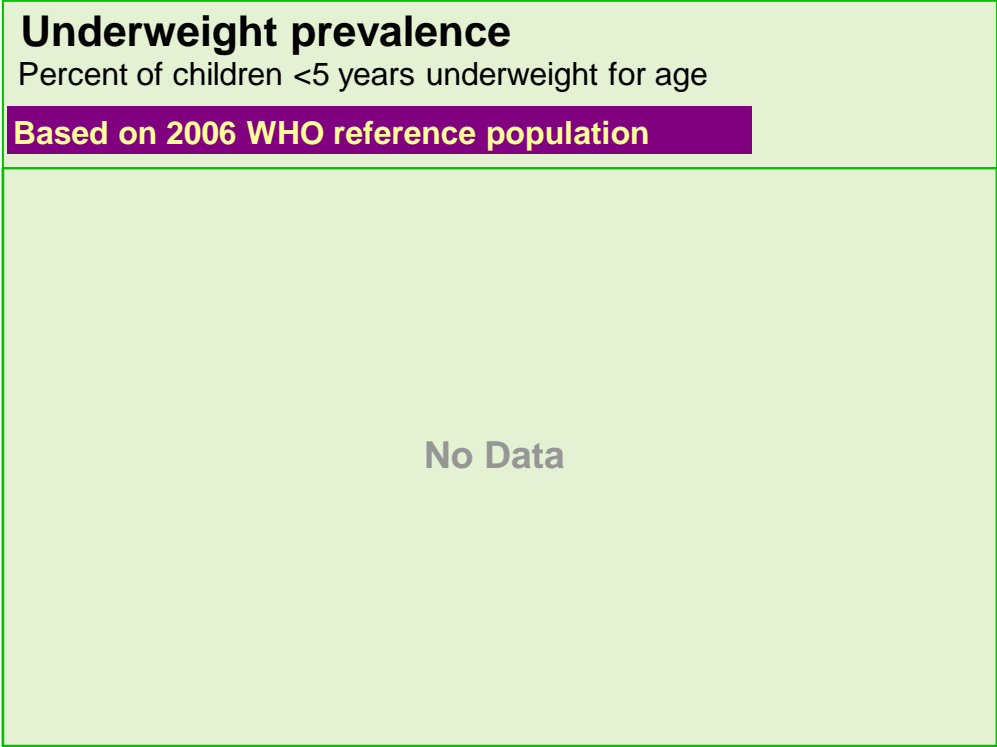 Underweight prevalence
Percent of children <5 years underweight for age
Based on 2006 WHO reference population
No Data